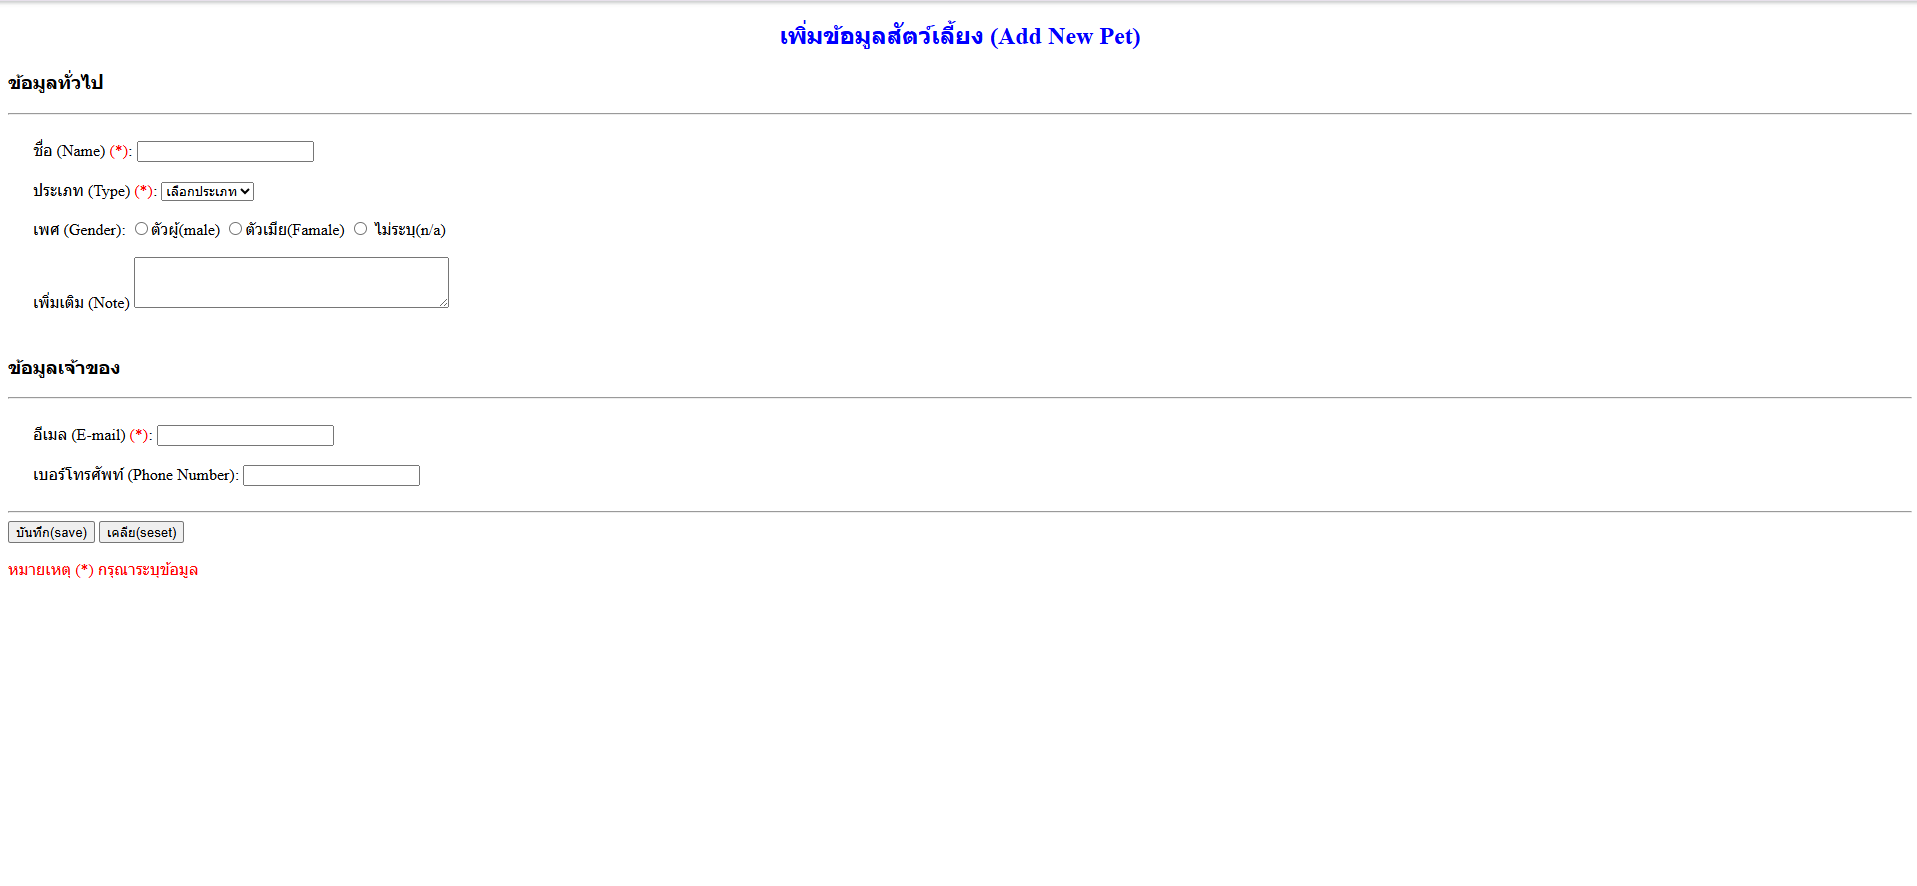 เพิ่มข้อมูลสัตว์เลี้ยง (Add New Pet)
ข้อมูลทั่วไป
ชื่อ (Name) (*):
ประเภท (Type) (*): เลือกประเภท
เพศ (Gender): ตัวผู้(male) ตัวเมีย(Famale) ไม่ระบุ(n/a)
เพิ่มเติม (Note)
ข้อมูลเจ้าของ
อีเมล (E-mail) (*):
เบอร์โทรศัพท์ (Phone Number):
บันทึก(save) เคลีย(seset)
หมายเหตุ (*) กรุณาระบุข้อมูล